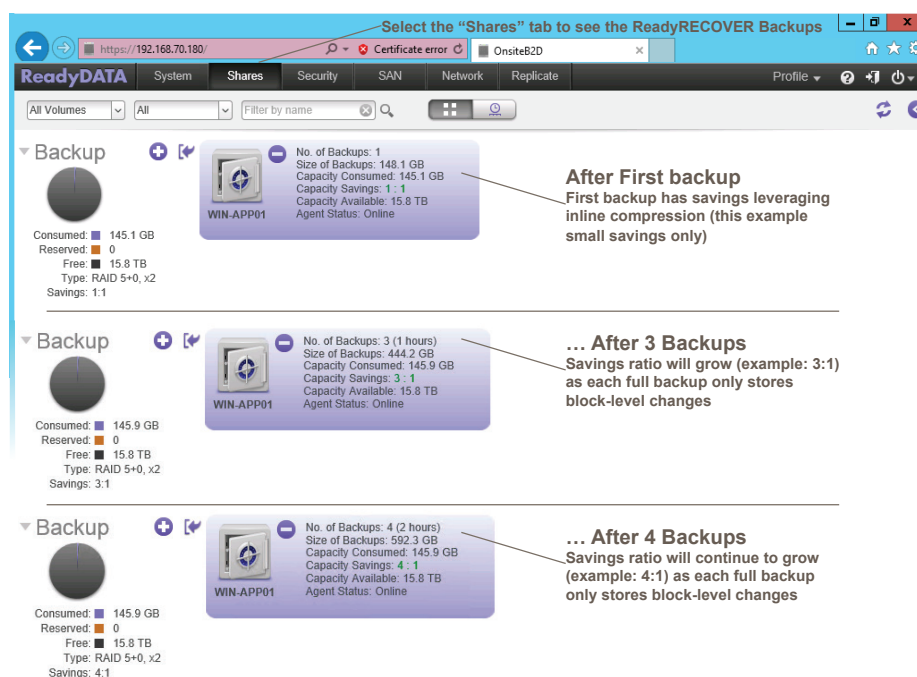 Select the “Shares” tab to see the ReadyRECOVER Backups
https://192.168.70.180/
Certificate error
OnsiteB2D
ReadyDATA
System
Shares
Security
SAN
Network
Replicate
Profile
All Volumes
All
Filter by name
Backup
Consumed: 145.1 GB
Reserved: 0
Free: 15.8 TB
Type: RAID 5+0, x2
Savings: 1:1
WIN-APP01
No. of Backups: 1
Size of Backups: 148.1 GB
Capacity Consumed: 145.1 GB
Capacity Savings: 1 : 1
Capacity Available: 15.8 TB
Agent Status: Online
After First backup
First backup has savings leveraging
inline compression (this example
small savings only)
Backup
Consumed: 145.9 GB
Reserved: 0
Free: 15.8 TB
Type: RAID 5+0, x2
Savings: 3:1
WIN-APP01
No. of Backups: 3 (1 hours)
Size of Backups: 444.2 GB
Capacity Consumed: 145.9 GB
Capacity Savings: 3 : 1
Capacity Available: 15.8 TB
Agent Status: Online
… After 3 Backups
Savings ratio will grow (example: 3:1)
as each full backup only stores
block-level changes
Backup
Consumed: 145.9 GB
Reserved: 0
Free: 15.8 TB
Type: RAID 5+0, x2
Savings: 4:1
WIN-APP01
No. of Backups: 4 (2 hours)
Size of Backups: 592.3 GB
Capacity Consumed: 145.9 GB
Capacity Savings: 4 : 1
Capacity Available: 15.8 TB
Agent Status: Online
… After 4 Backups
Savings ratio will continue to grow
(example: 4:1) as each full backup
only stores block-level changes